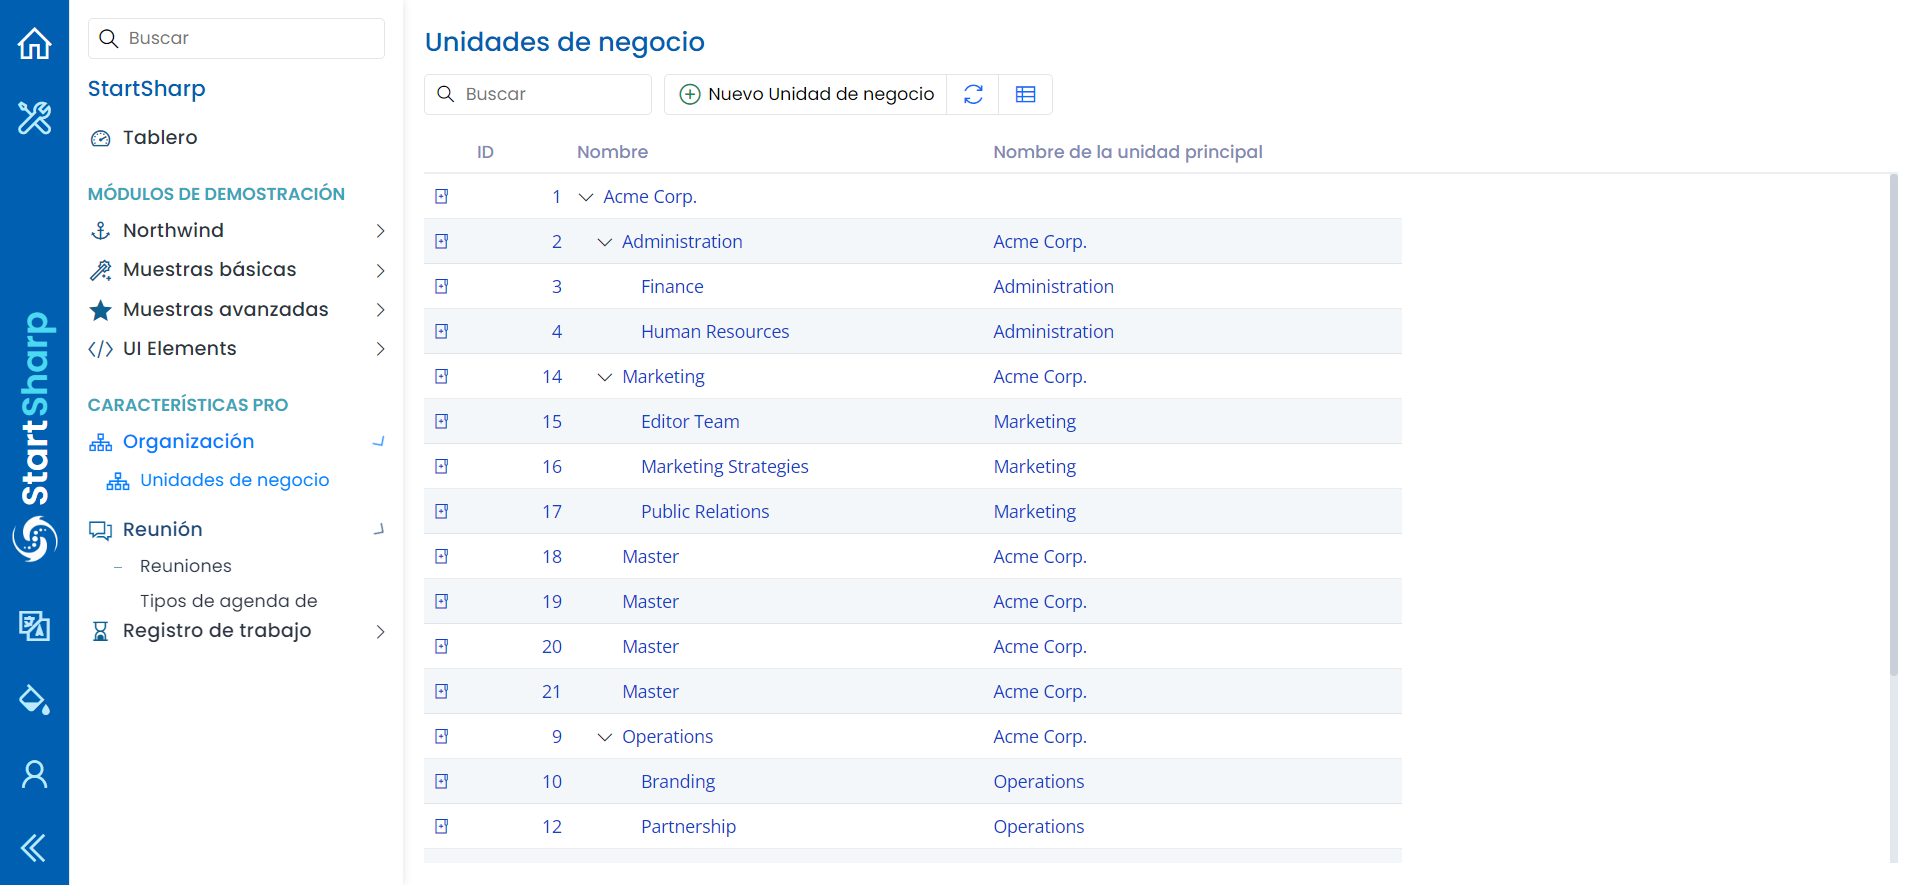 StartSharp
Buscar
StartSharp
Tablero
MÓDULOS DE DEMOSTRACIÓN
Northwind
Muestras básicas
Muestras avanzadas
UI Elements
CARACTERÍSTICAS PRO
Organización
Unidades de negocio
Reunión
Reuniones
Tipos de agenda de
Registro de trabajo
Unidades de negocio
Buscar
Nuevo Unidad de negocio
ID Nombre Nombre de la unidad principal
1 Acme Corp.
2 Administration Acme Corp.
3 Finance Administration
4 Human Resources Administration
14 Marketing Acme Corp.
15 Editor Team Marketing
16 Marketing Strategies Marketing
17 Public Relations Marketing
18 Master Acme Corp.
19 Master Acme Corp.
20 Master Acme Corp.
21 Master Acme Corp.
9 Operations Acme Corp.
10 Branding Operations
12 Partnership Operations